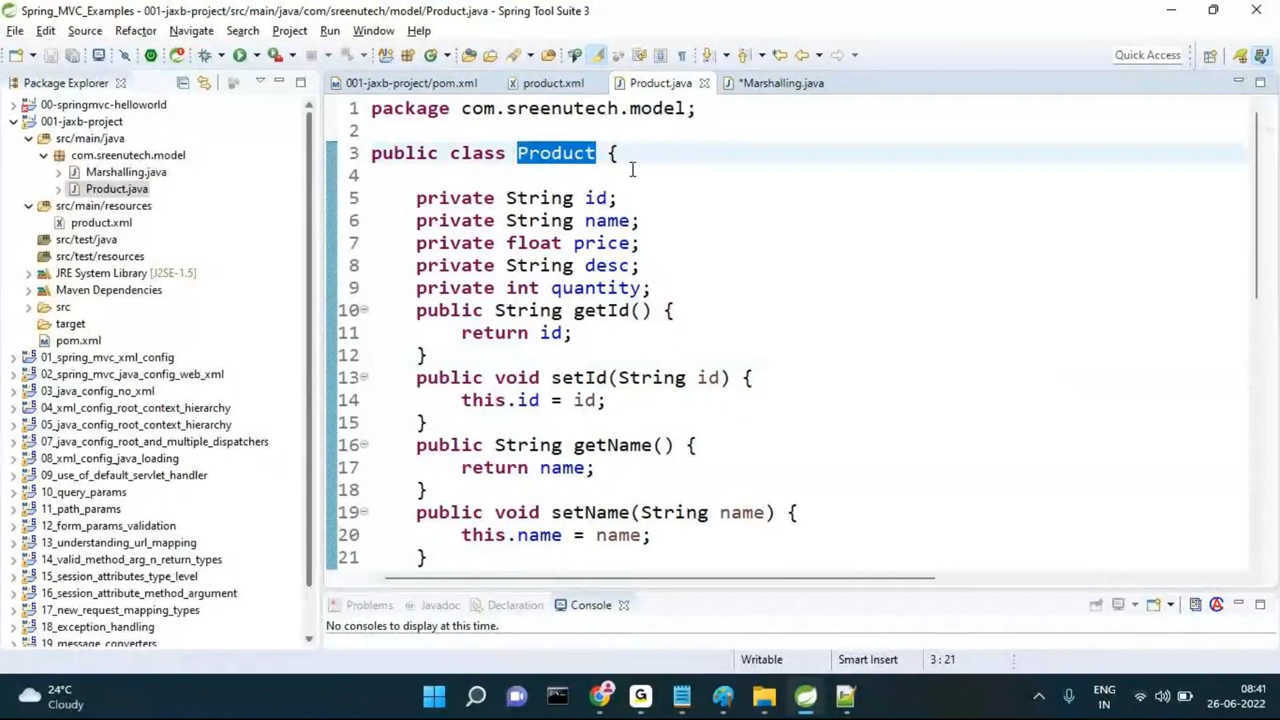 Spring_MVC_Examples - 001-jaxb-project/src/main/java/com/sreenutech/model/Product.java - Spring Tool Suite 3
File Edit Source Refactor Navigate Search Project Run Window Help
Quick Access
Package Explorer
00-springmvc-helloworld
001-jaxb-project
src/main/java
com.sreenutech.model
Marshalling.java
Product.java
src/main/resources
product.xml
src/test/java
src/test/resources
JRE System Library [J2SE-1.5]
Maven Dependencies
src
target
pom.xml
01_spring_mvc_xml_config
02_spring_mvc_java_config_web_xml
03_java_config_no_xml
04_xml_config_root_context_hierarchy
05_java_config_root_context_hierarchy
07_java_config_root_and_multiple_dispatchers
08_xml_config_java_loading
09_use_of_default_servlet_handler
10_query_params
11_path_params
12_form_params_validation
13_understanding_url_mapping
14_valid_method_arg_n_return_types
15_session_attributes_type_level
16_session_attribute_method_argument
17_new_request_mapping_types
18_exception_handling
19_message_converters
001-jaxb-project/pom.xml product.xml Product.java *Marshalling.java
1 package com.sreenutech.model;
2
3 public class Product {
4
5 private String id;
6 private String name;
7 private float price;
8 private String desc;
9 private int quantity;
10 public String getId() {
11 return id;
12 }
13 public void setId(String id) {
14 this.id = id;
15 }
16 public String getName() {
17 return name;
18 }
19 public void setName(String name) {
20 this.name = name;
21 }
Problems Javadoc Declaration Console
No consoles to display at this time.
Writable Smart Insert 3 : 21
24°C
Cloudy
ENG
IN
08:41
26-06-2022